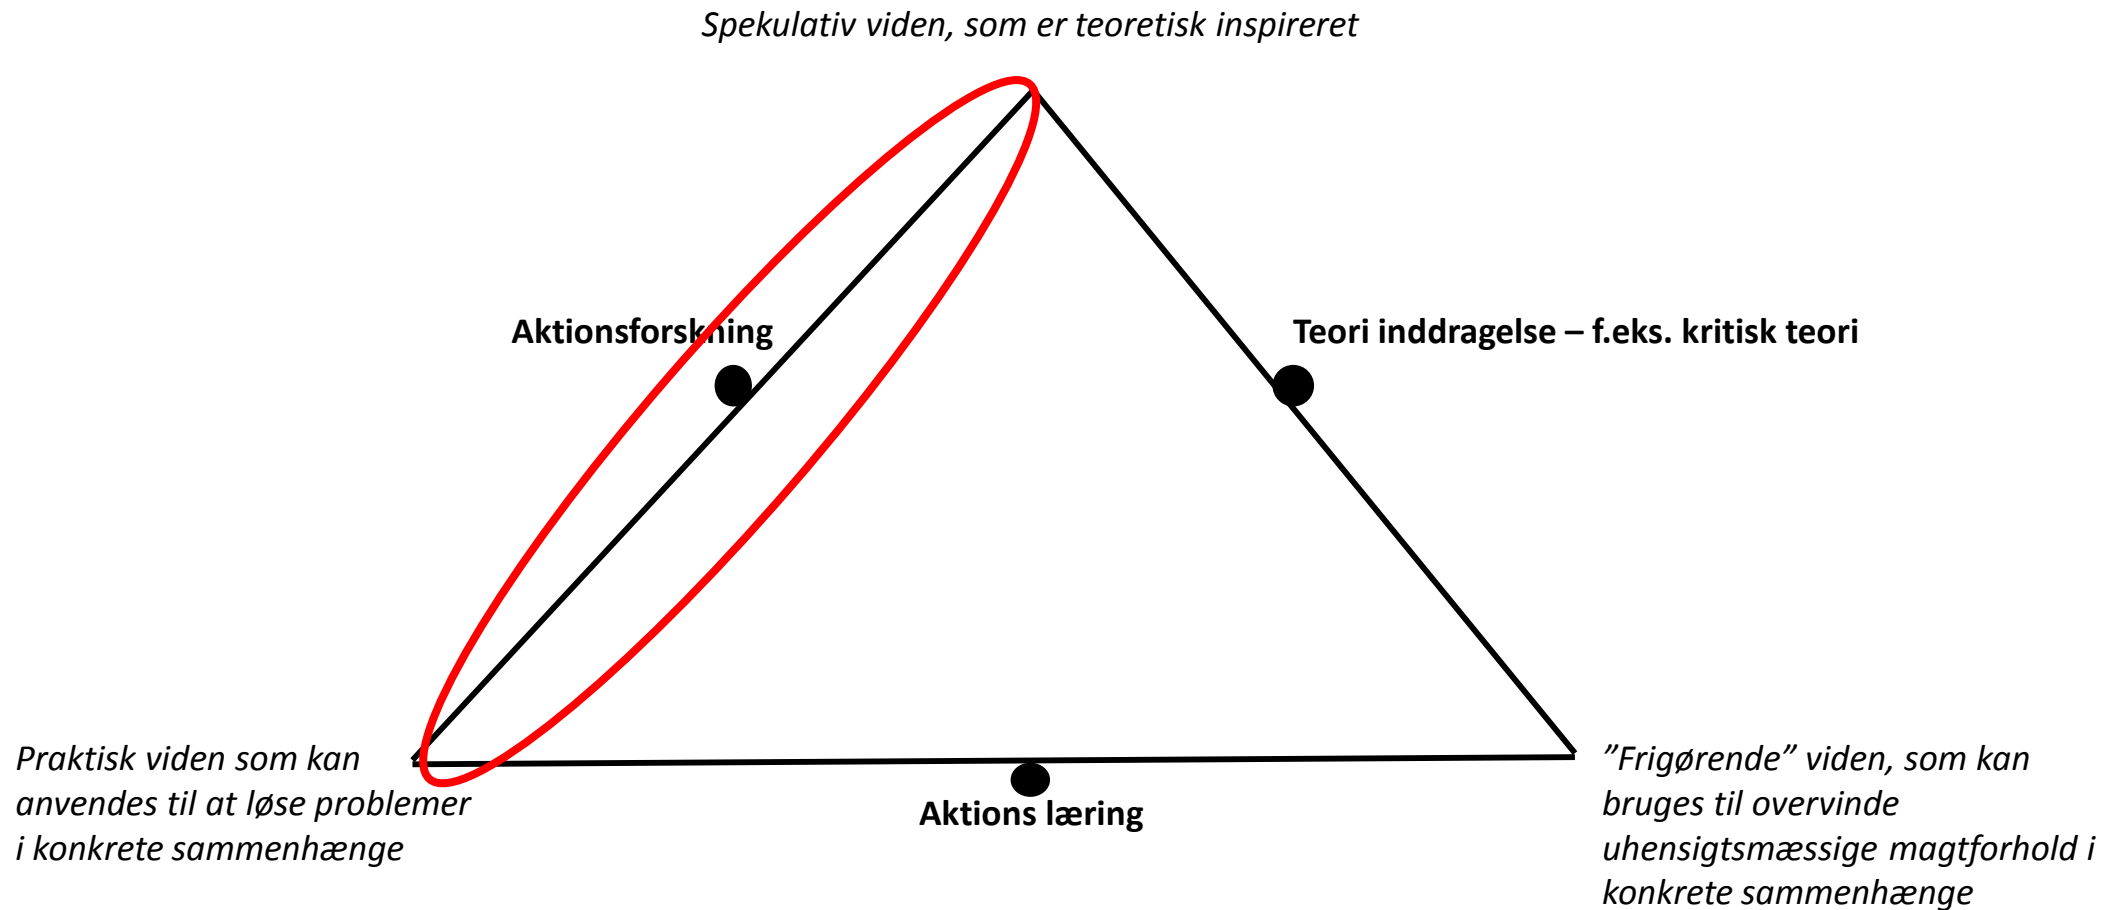 Spekulativ viden, som er teoretisk inspireret
Aktionsforskning
Teori inddragelse – f.eks. kritisk teori
Praktisk viden som kan
anvendes til at løse problemer
i konkrete sammenhænge
Aktions læring
”Frigørende” viden, som kan
bruges til overvinde
uhensigtsmæssige magtforhold i
konkrete sammenhænge